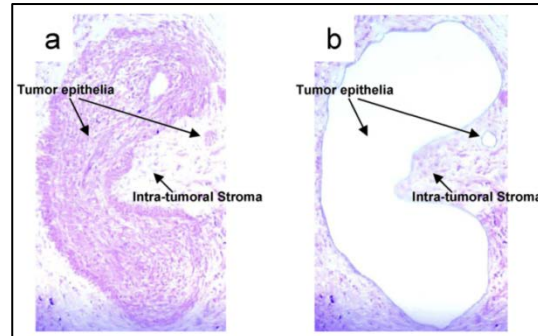 a
Tumor epithelia
Intra-tumoral Stroma
b
Tumor epithelia
Intra-tumoral Stroma